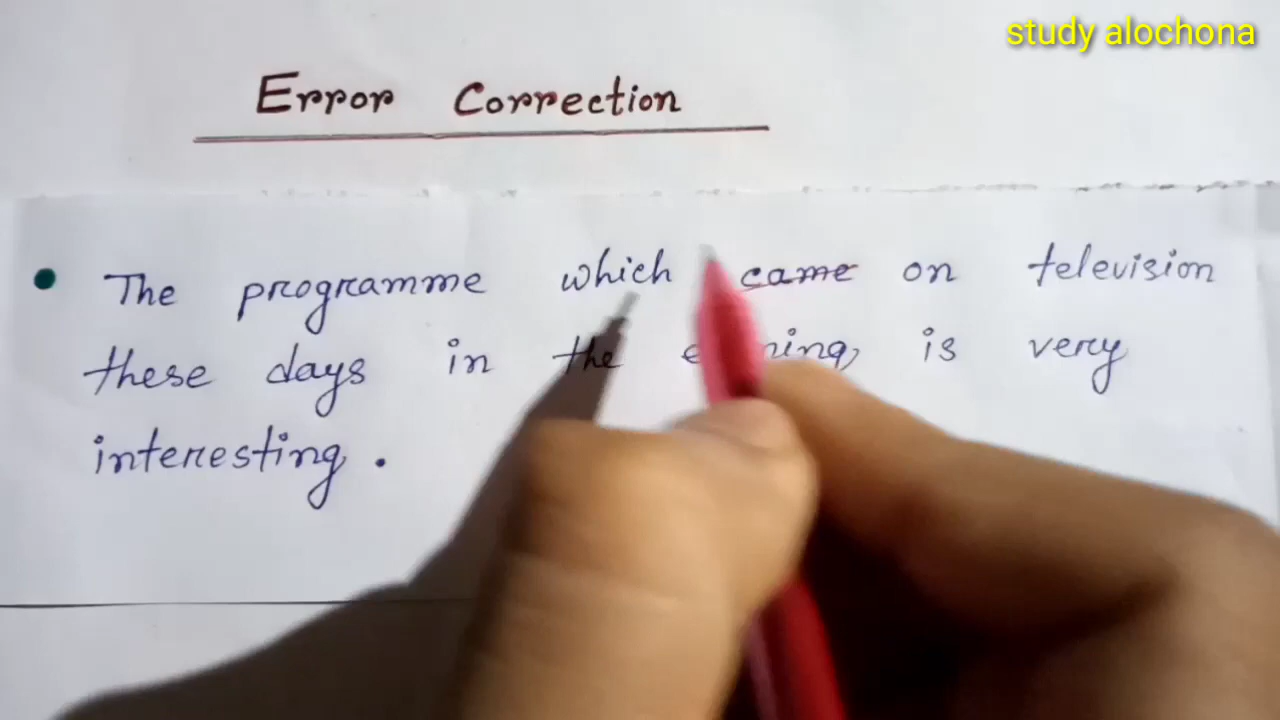 study alochona
Error Correction
The programme which came on television
these days in the is very
interesting.